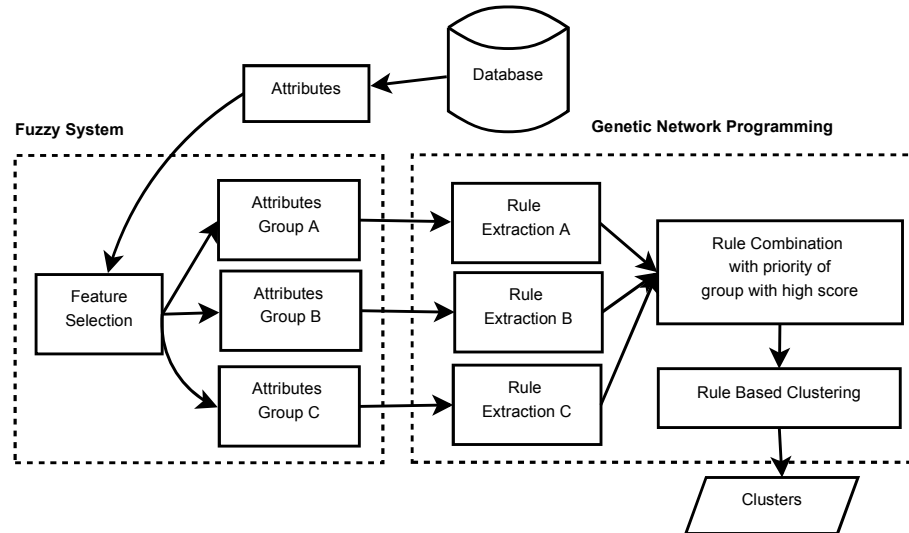 Database
Attributes
Fuzzy System
Genetic Network Programming
Attributes
Group A
Rule
Extraction A
Feature
Selection
Attributes
Group B
Rule
Extraction B
Rule Combination
with priority of
group with high score
Attributes
Group C
Rule
Extraction C
Rule Based Clustering
Clusters